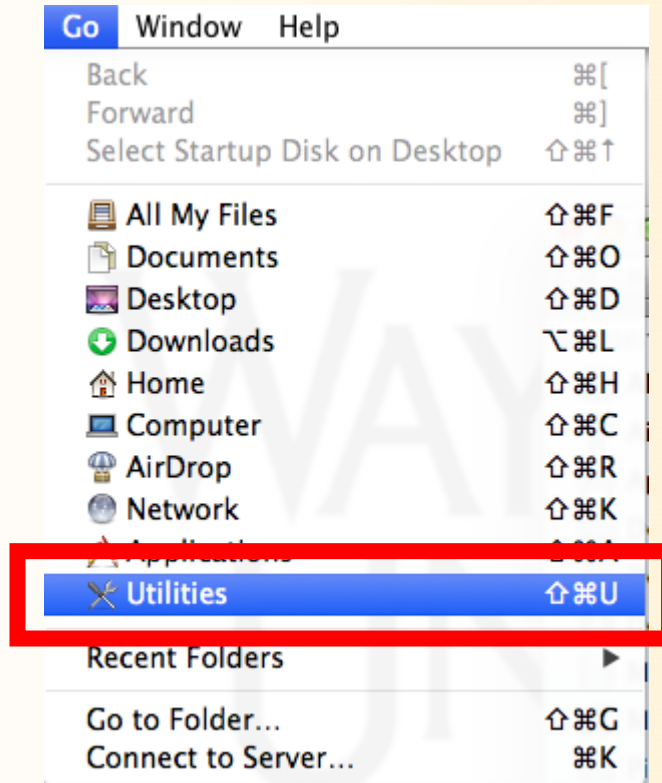 Go Window Help
Back ⌘[
Forward ⌘]
Select Startup Disk on Desktop ⇧⌘↑
All My Files ⇧⌘F
Documents ⇧⌘O
Desktop ⇧⌘D
Downloads ⌥⌘L
Home ⇧⌘H
Computer ⇧⌘C
AirDrop ⇧⌘R
Network ⇧⌘K
Applications ⇧⌘A
Utilities ⇧⌘U
Recent Folders ▶
Go to Folder... ⇧⌘G
Connect to Server... ⌘K